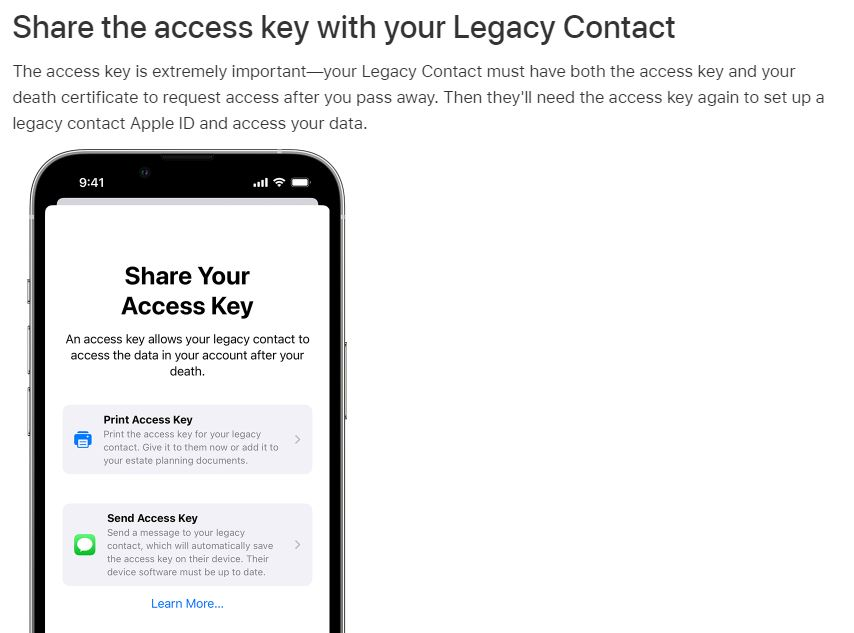 Share the access key with your Legacy Contact
The access key is extremely important—your Legacy Contact must have both the access key and your
death certificate to request access after you pass away. Then they'll need the access key again to set up a
legacy contact Apple ID and access your data.
9:41
Share Your
Access Key
An access key allows your legacy contact to
access the data in your account after your
death.
Print Access Key
Print the access key for your legacy
contact. Give it to them now or add it to
your estate planning documents.
Send Access Key
Send a message to your legacy
contact, which will automatically save
the access key on their device. Their
device software must be up to date.
Learn More...